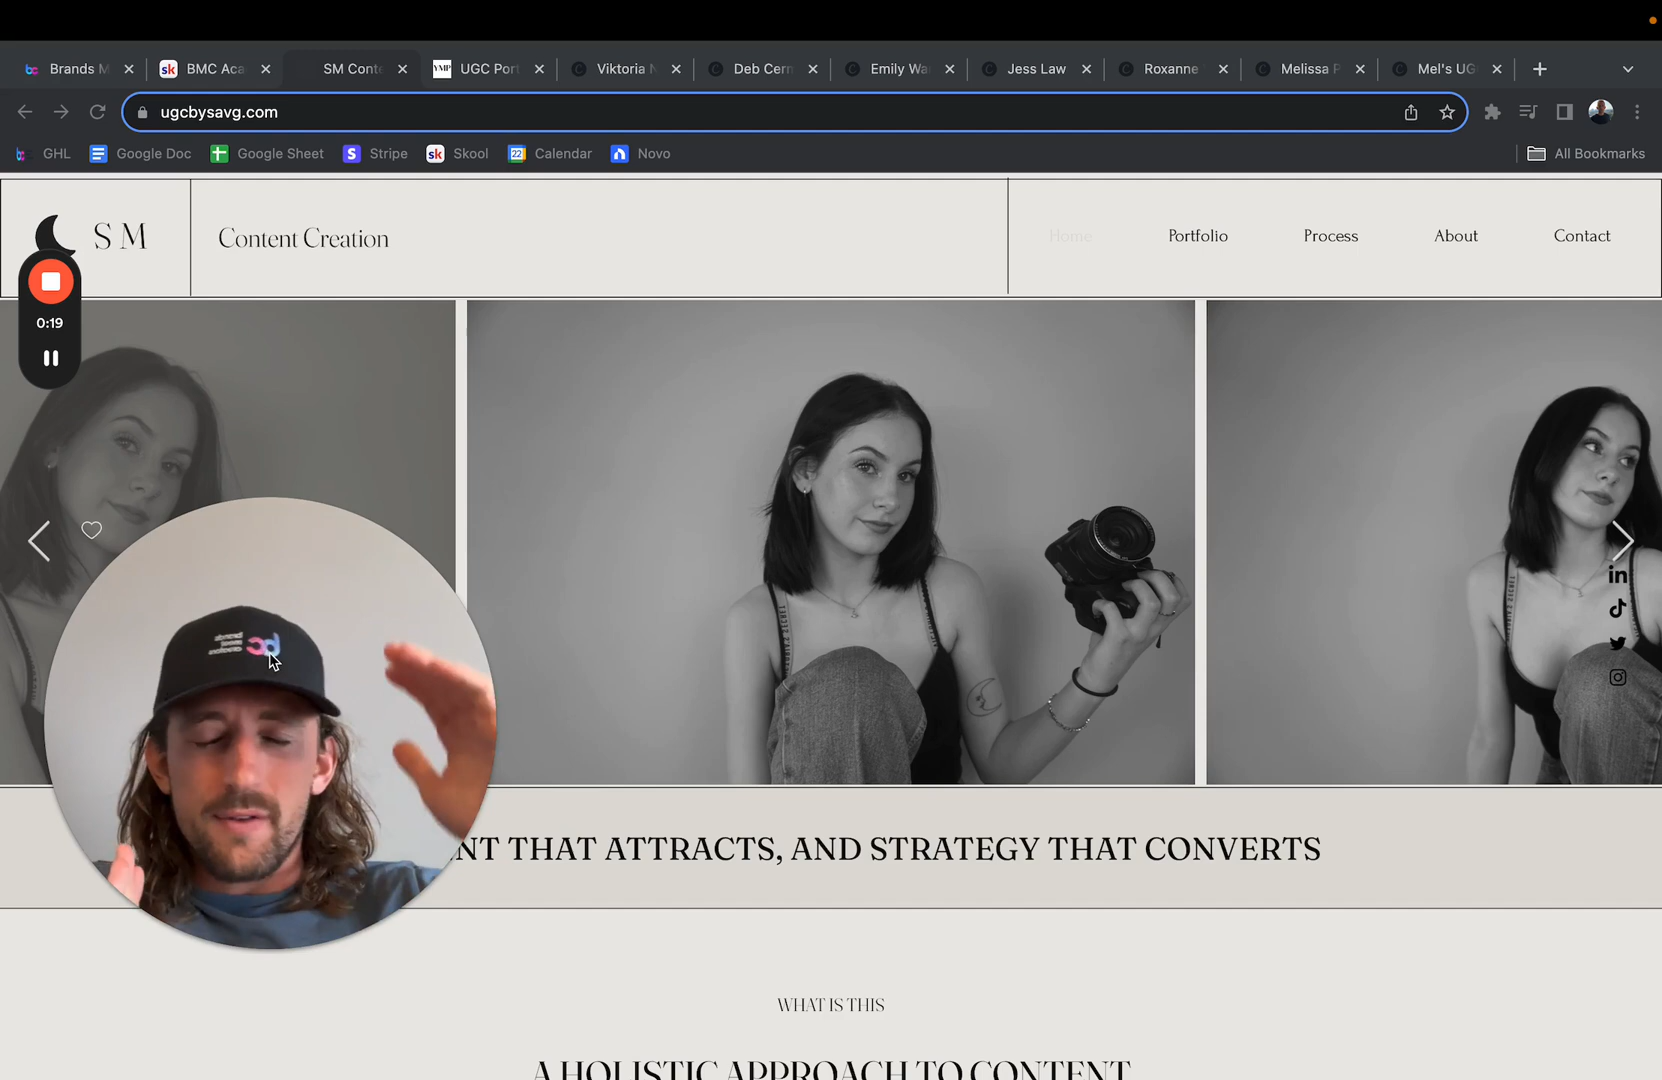 Brands M
BMC Aca
SM Conte
UGC Port
Viktoria
Deb Cern
Emily Wa
Jess Law
Roxanne
Melissa
Mel's UG
ugcbysavg.com
GHL
Google Doc
Google Sheet
Stripe
Skool
Calendar
Novo
All Bookmarks
S M
Content Creation
Home
Portfolio
Process
About
Contact
0:19
NT THAT ATTRACTS, AND STRATEGY THAT CONVERTS
WHAT IS THIS
A HOLISTIC APPROACH TO CONTENT